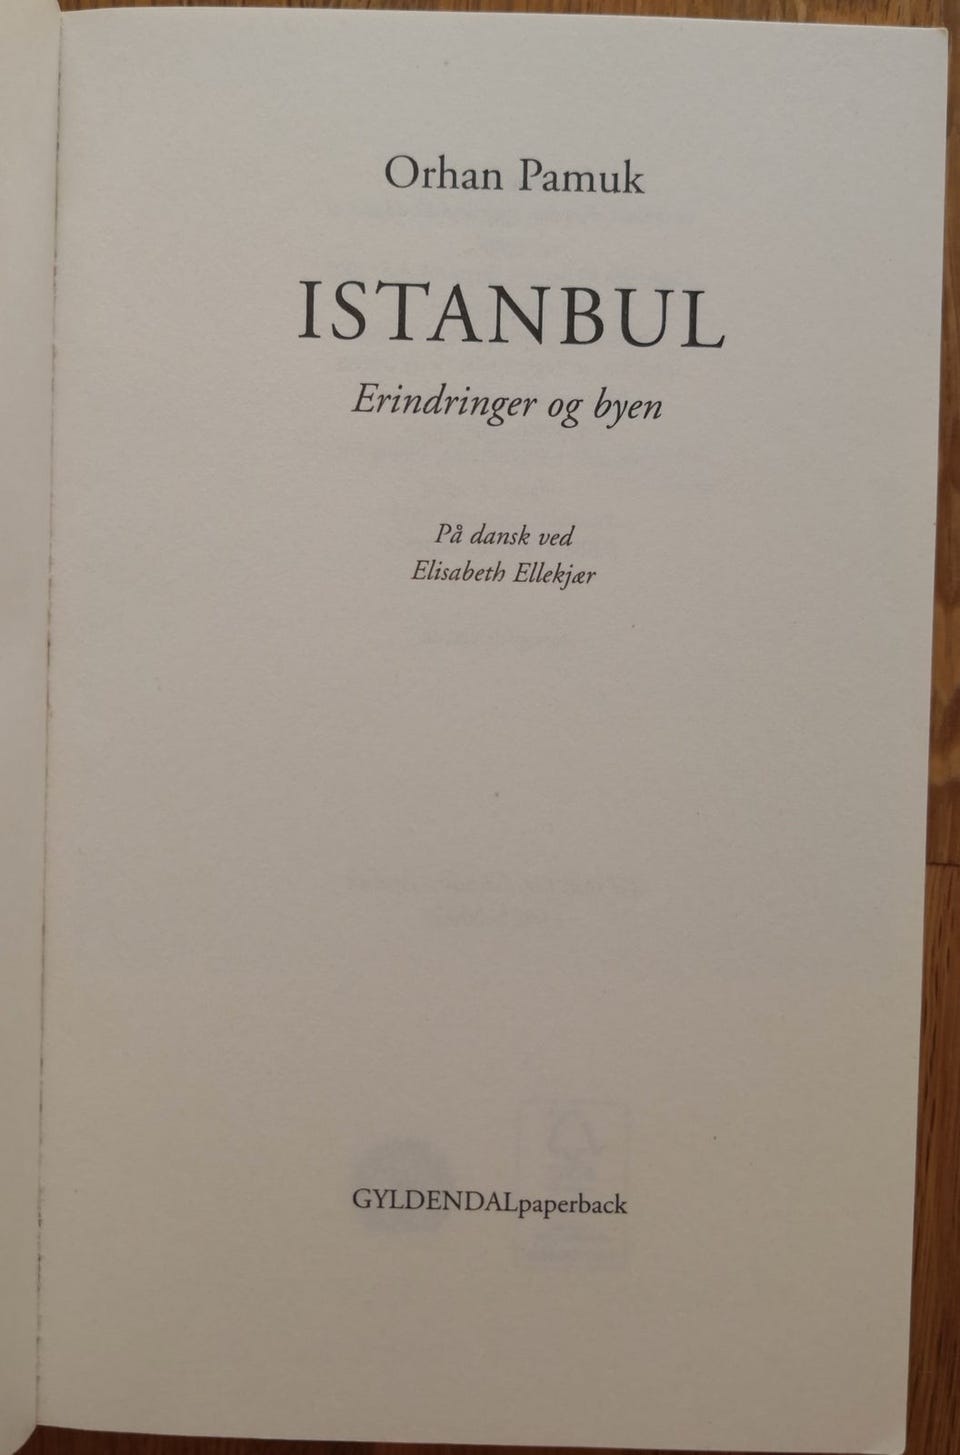 Orhan Pamuk
ISTANBUL
Erindringer og byen
På dansk ved
Elisabeth Ellekjær
GYLDENDALpaperback